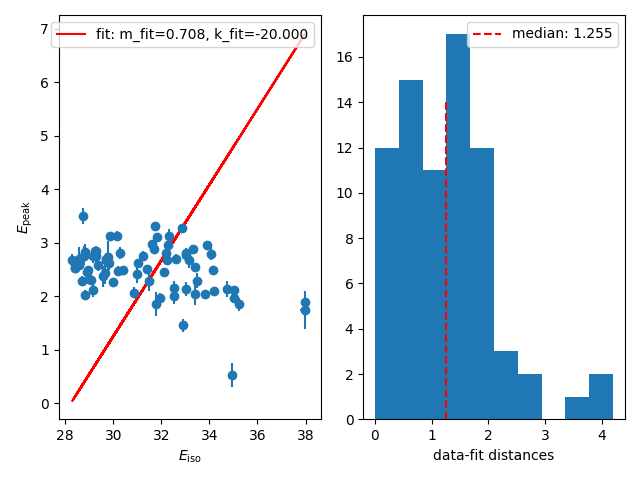 fit: m_fit=0.708, k_fit=-20.000
7
6
5
4
3
2
1
0
E_peak
28 30 32 34 36 38
E_iso
median: 1.255
16
14
12
10
8
6
4
2
0
0 1 2 3 4
data-fit distances